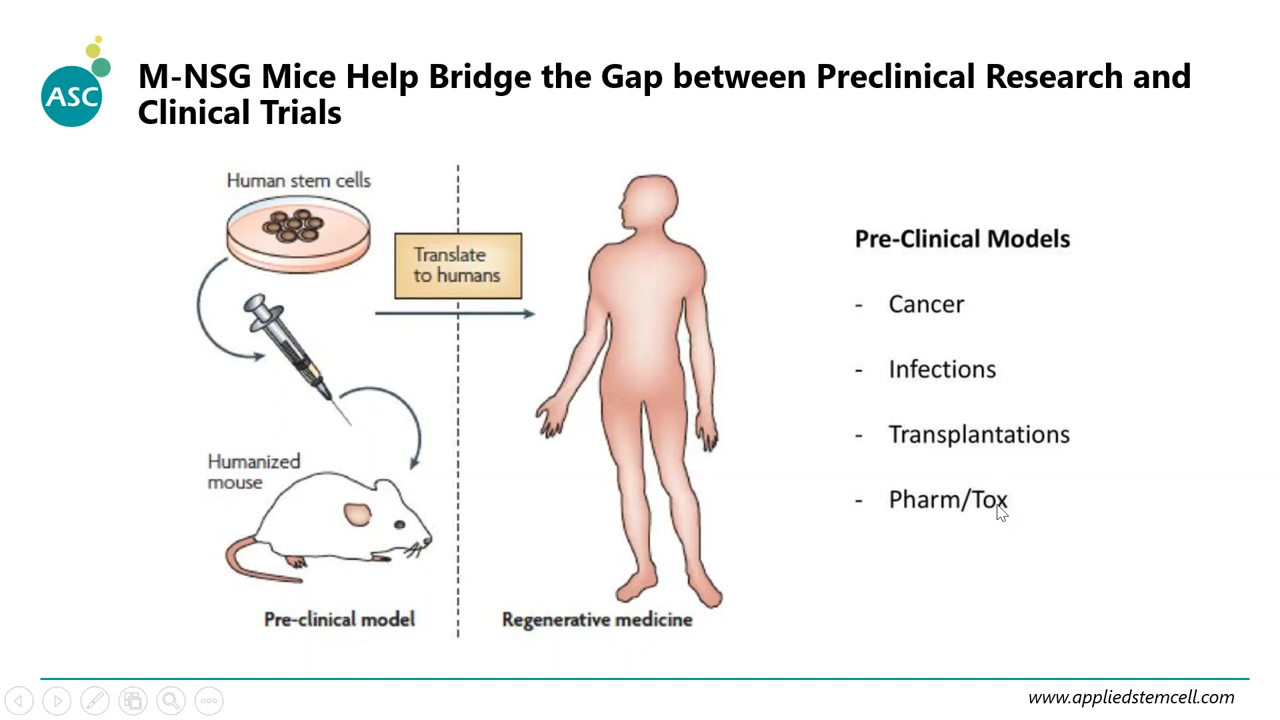 ASC
M-NSG Mice Help Bridge the Gap between Preclinical Research and
Clinical Trials
Human stem cells
Translate
to humans
Humanized
mouse
Pre-clinical model
Regenerative medicine
Pre-Clinical Models
- Cancer
- Infections
- Transplantations
- Pharm/Tox
www.appliedstemcell.com